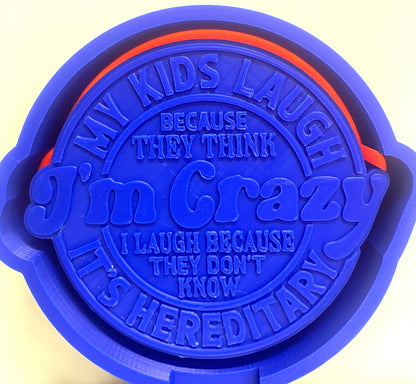 MY KIDS LAUGH
BECAUSE
THEY THINK
I'm Crazy
I LAUGH BECAUSE
THEY DON'T
KNOW
IT'S HEREDITARY